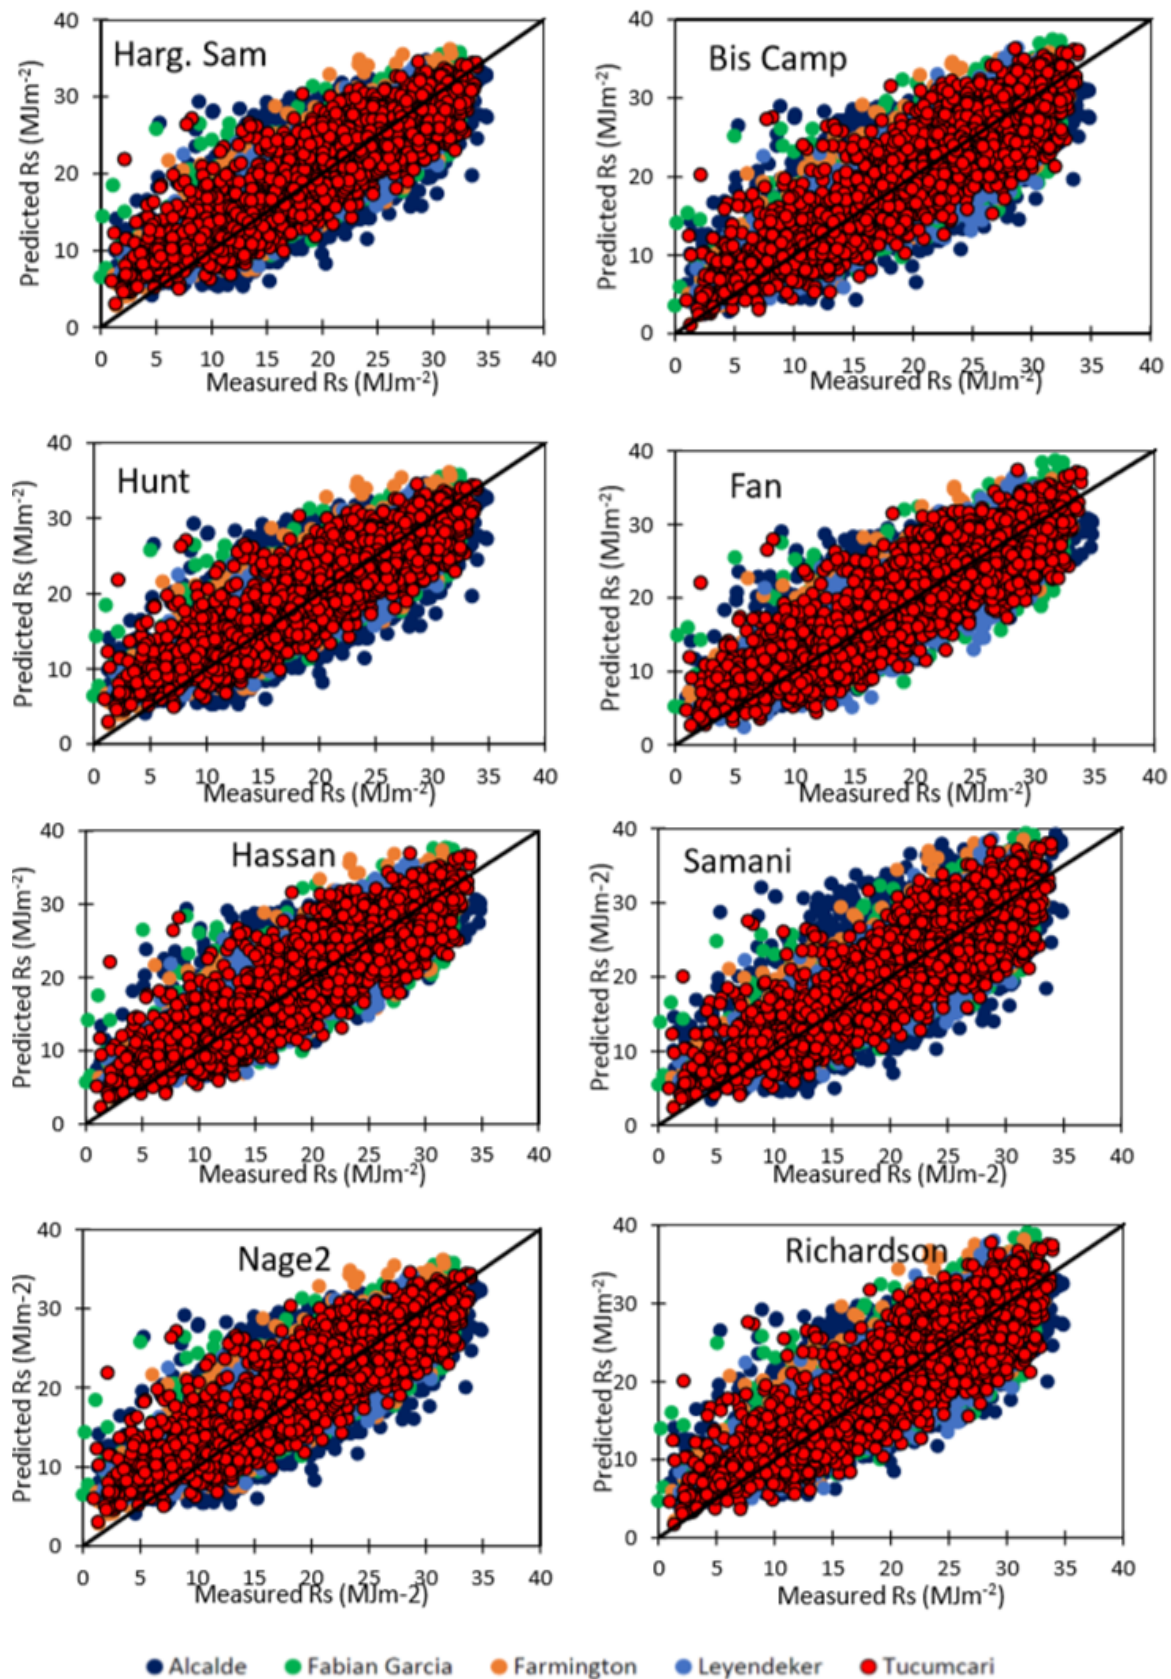 Harg. Sam
Predicted Rs (MJm-2)
40
30
20
10
0
0 5 10 15 20 25 30 35 40
Measured Rs (MJm-2)
Bis Camp
Predicted Rs (MJm-2)
40
30
20
10
0
0 5 10 15 20 25 30 35 40
Measured Rs (MJm-2)
Hunt
Predicted Rs (MJm-2)
40
30
20
10
0
0 5 10 15 20 25 30 35 40
Measured Rs (MJm-2)
Fan
Predicted Rs (MJm-2)
40
30
20
10
0
0 5 10 15 20 25 30 35 40
Measured Rs (MJm-2)
Hassan
Predicted Rs (MJm-2)
40
30
20
10
0
0 5 10 15 20 25 30 35 40
Measured Rs (MJm-2)
Samani
Predicted Rs (MJm-2)
40
30
20
10
0
0 5 10 15 20 25 30 35 40
Measured Rs (MJm-2)
Nage2
Predicted Rs (MJm-2)
40
30
20
10
0
0 5 10 15 20 25 30 35 40
Measured Rs (MJm-2)
Richardson
Predicted Rs (MJm-2)
40
30
20
10
0
0 5 10 15 20 25 30 35 40
Measured Rs (MJm-2)
Alcalde Fabian Garcia Farmington Leyendeker Tucumcari